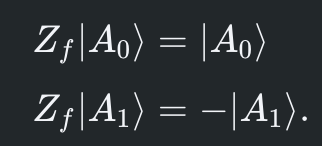 Z_f|A_0⟩ = |A_0⟩
Z_f|A_1⟩ = −|A_1⟩.